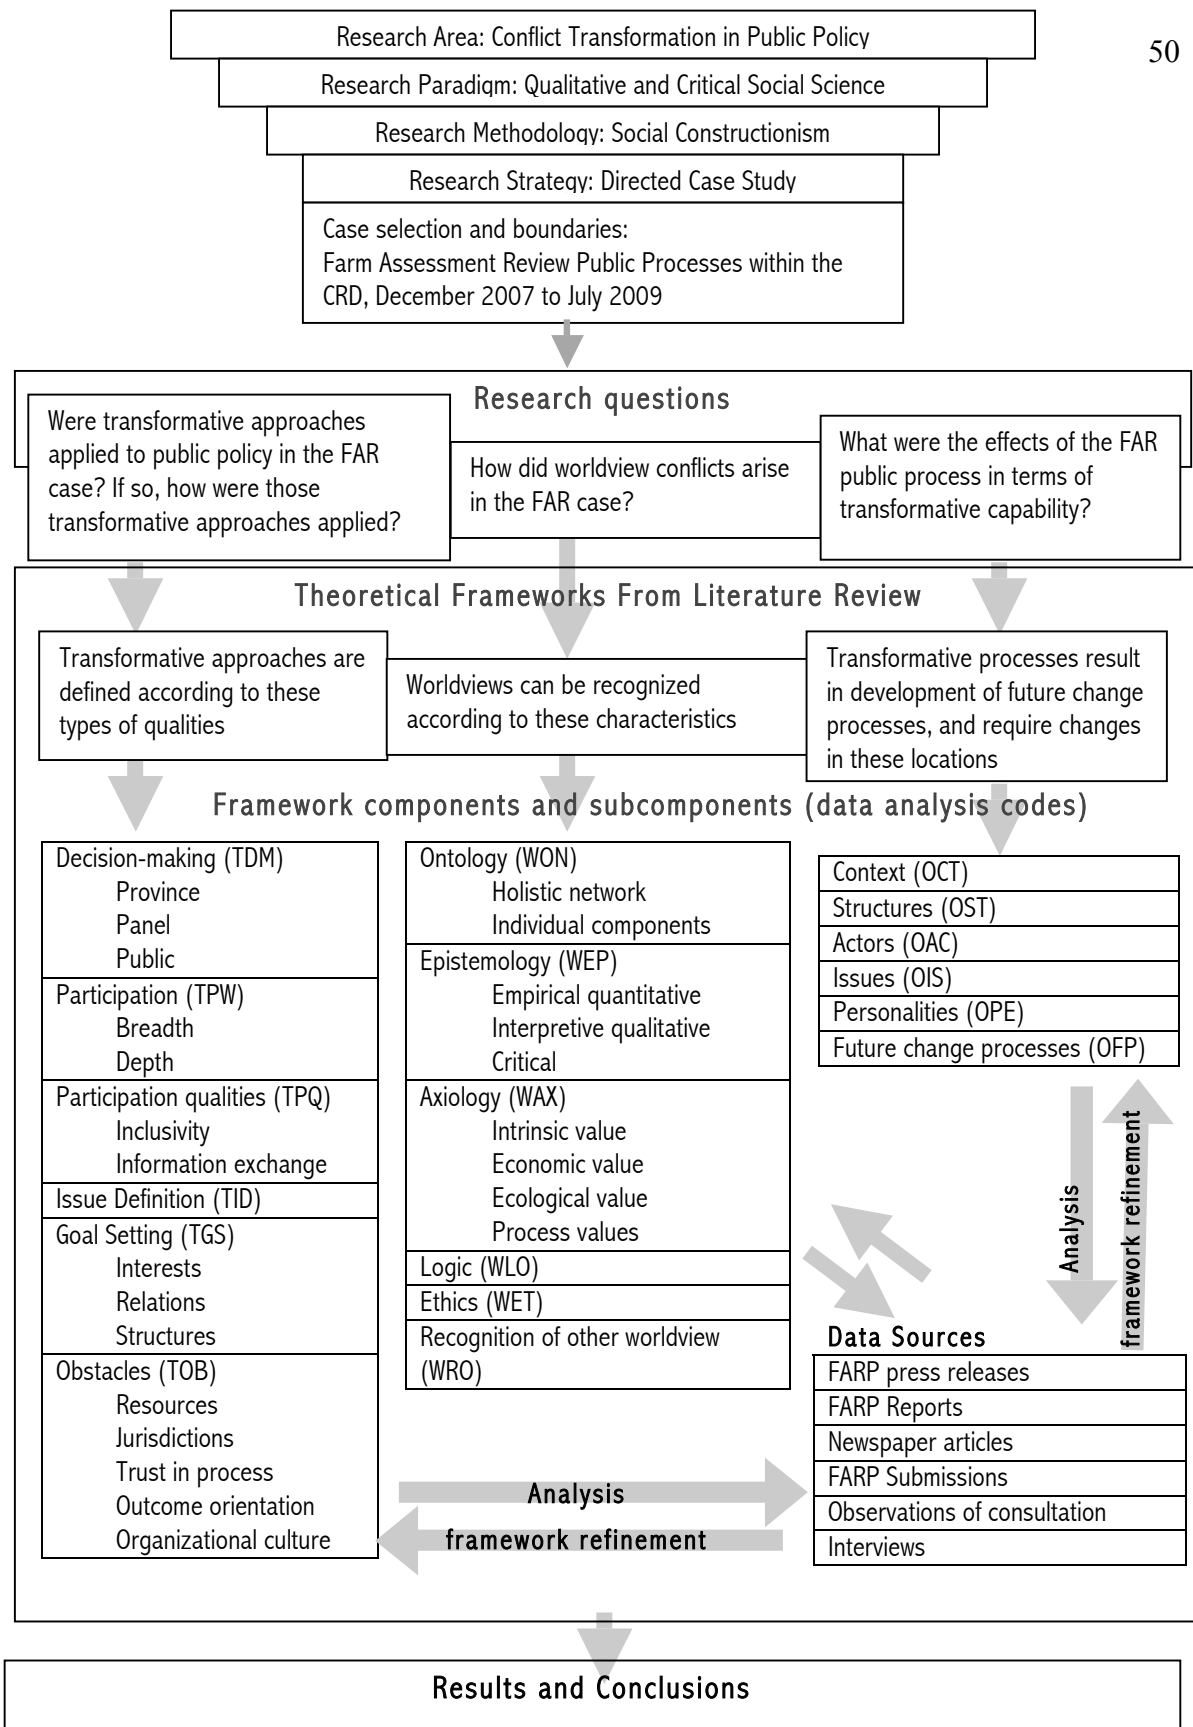 50
Research Area: Conflict Transformation in Public Policy
Research Paradigm: Qualitative and Critical Social Science
Research Methodology: Social Constructionism
Research Strategy: Directed Case Study
Case selection and boundaries:
Farm Assessment Review Public Processes within the
CRD, December 2007 to July 2009
Research questions
Were transformative approaches
applied to public policy in the FAR
case? If so, how were those
transformative approaches applied?
How did worldview conflicts arise
in the FAR case?
What were the effects of the FAR
public process in terms of
transformative capability?
Theoretical Frameworks From Literature Review
Transformative approaches are
defined according to these
types of qualities
Worldviews can be recognized
according to these characteristics
Transformative processes result
in development of future change
processes, and require changes
in these locations
Framework components and subcomponents (data analysis codes)
Decision-making (TDM)
Province
Panel
Public
Participation (TPW)
Breadth
Depth
Participation qualities (TPQ)
Inclusivity
Information exchange
Issue Definition (TID)
Goal Setting (TGS)
Interests
Relations
Structures
Obstacles (TOB)
Resources
Jurisdictions
Trust in process
Outcome orientation
Organizational culture
Ontology (WON)
Holistic network
Individual components
Epistemology (WEP)
Empirical quantitative
Interpretive qualitative
Critical
Axiology (WAX)
Intrinsic value
Economic value
Ecological value
Process values
Logic (WLO)
Ethics (WET)
Recognition of other worldview
(WRO)
Context (OCT)
Structures (OST)
Actors (OAC)
Issues (OIS)
Personalities (OPE)
Future change processes (OFP)
Analysis
framework refinement
Data Sources
FARP press releases
FARP Reports
Newspaper articles
FARP Submissions
Observations of consultation
Interviews
Analysis
framework refinement
Results and Conclusions